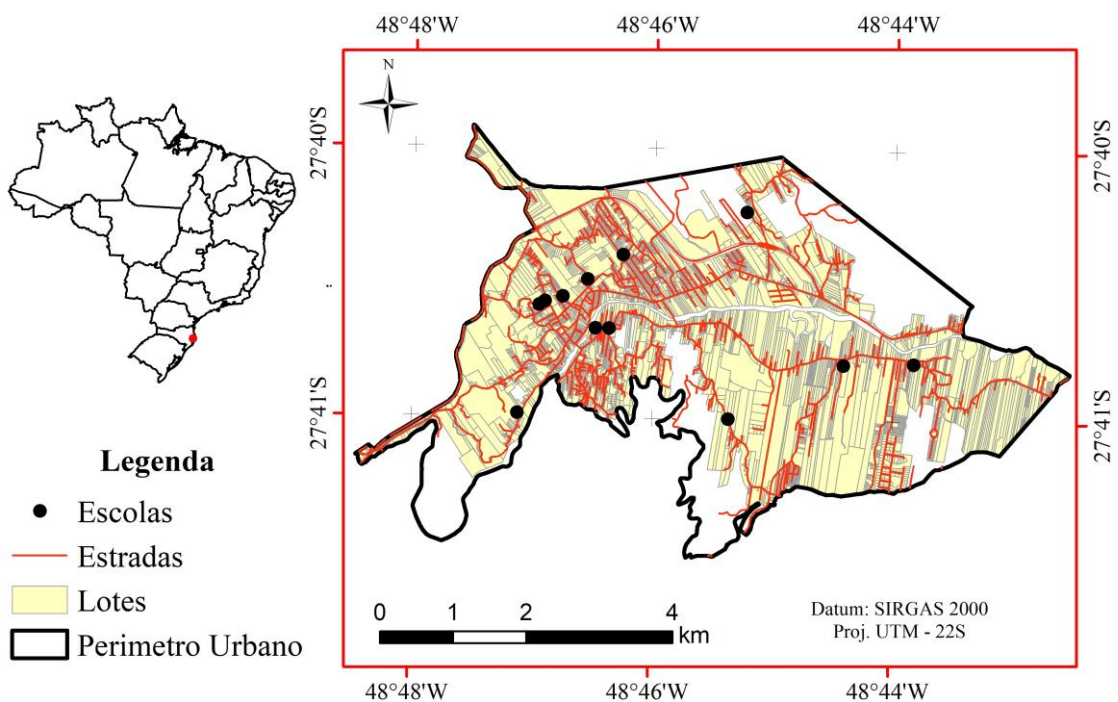 48°48'W 48°46'W 48°44'W
N
27°40'S
27°40'S
27°41'S
27°41'S
Legenda
Escolas
Estradas
Lotes
Perimetro Urbano
0 1 2 4
km
Datum: SIRGAS 2000
Proj. UTM - 22S
48°48'W 48°46'W 48°44'W